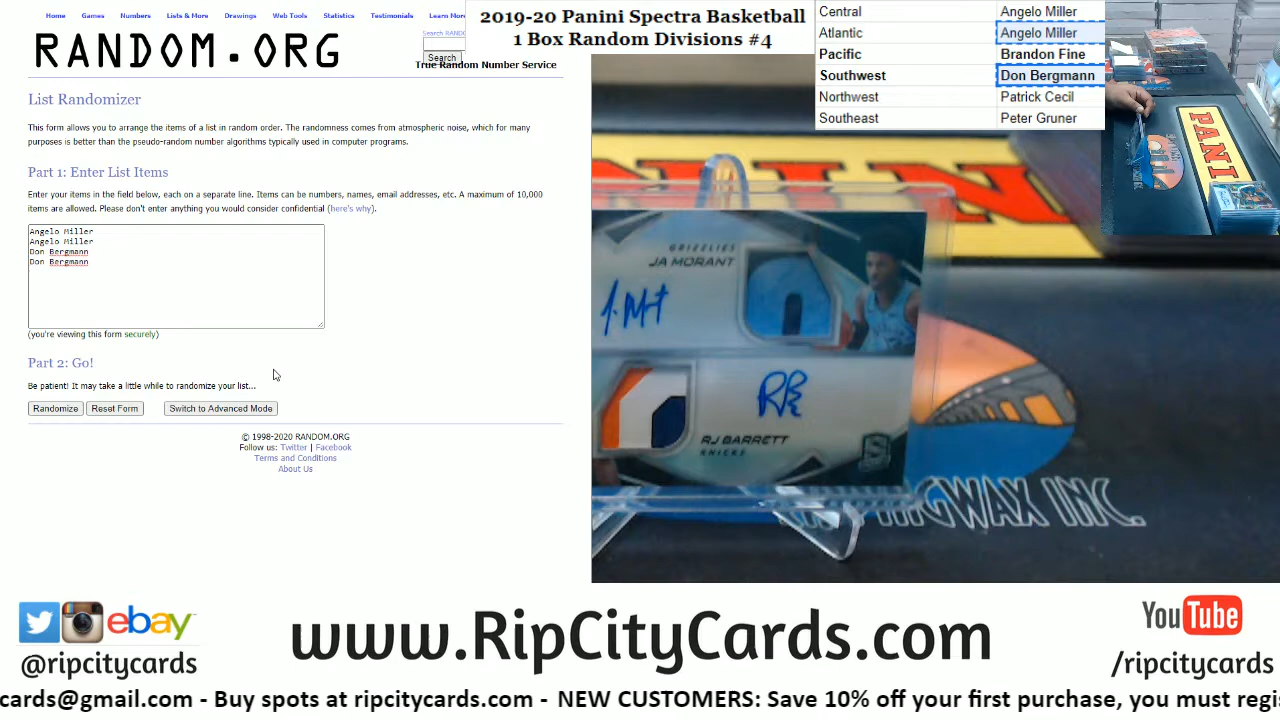 Home Games Numbers Lists & More Drawings Web Tools Statistics Testimonials Learn More
RANDOM.ORG
Search
True Random Number Service
List Randomizer
This form allows you to arrange the items of a list in random order. The randomness comes from atmospheric noise, which for many
purposes is better than the pseudo-random number algorithms typically used in computer programs.
Part 1: Enter List Items
Enter your items in the field below, each on a separate line. Items can be numbers, names, email addresses, etc. A maximum of 10,000
items are allowed. Please don't enter anything you would consider confidential (here's why).
Angelo Miller
Angelo Miller
Don Bergmann
Don Bergmann
(you're viewing this form securely)
Part 2: Go!
Be patient! It may take a little while to randomize your list...
Randomize Reset Form Switch to Advanced Mode
© 1998-2020 RANDOM.ORG
Follow us: Twitter | Facebook
Terms and Conditions
About Us
2019-20 Panini Spectra Basketball
1 Box Random Divisions #4
Central Angelo Miller
Atlantic Angelo Miller
Pacific Brandon Fine
Southwest Don Bergmann
Northwest Patrick Cecil
Southeast Peter Gruner
PANINI
GRIZZLIES
JA MORANT
RJ BARRETT
KNICKS
WAX INC.
ebay
@ripcitycards
www.RipCityCards.com
YouTube
/ripcitycards
cards@gmail.com - Buy spots at ripcitycards.com - NEW CUSTOMERS: Save 10% off your first purchase, you must regi